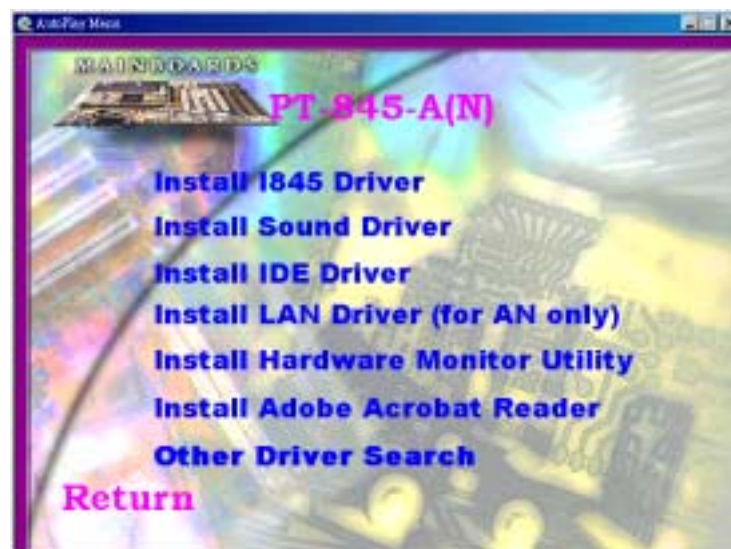 AutoPlay Menu
MAINBOARDS
PT-845-A(N)
Install I845 Driver
Install Sound Driver
Install IDE Driver
Install LAN Driver (for AN only)
Install Hardware Monitor Utility
Install Adobe Acrobat Reader
Other Driver Search
Return